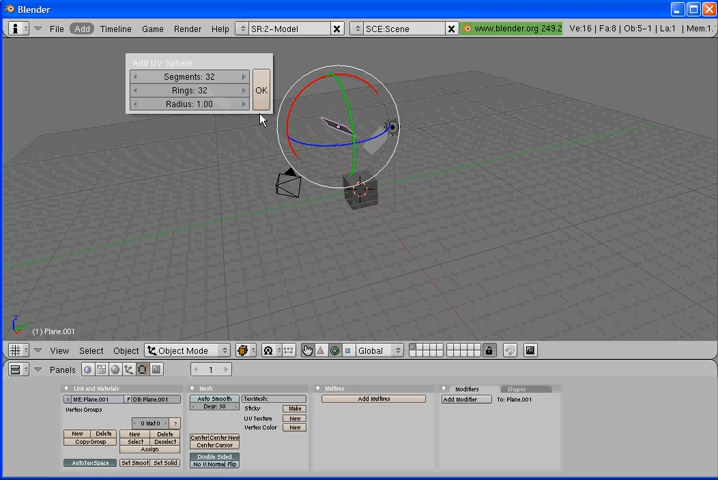 Blender
File Add Timeline Game Render Help SR:2-Model SCE:Scene www.blender.org 249.2 Ve:16 | Fa:8 | Ob:5-1 | La:1 | Mem:1.
Add UV Sphere
Segments: 32
Rings: 32
Radius: 1.00
OK
z
(1) Plane.001
View Select Object Object Mode Global
Panels 1
Link and Materials
ME:Plane.001 F OB:Plane.001
Vertex Groups
0 Mat 0 ?
New Delete New Delete
Copy Group Select Deselect
Assign
AutoTexSpace Set Smoot Set Solid
Mesh
Auto Smooth
Degr: 30
TexMesh:
Sticky Make
UV Texture New
Vertex Color New
Center Center New
Center Cursor
Double Sided
No V.Normal Flip
Multires
Add Multires
Modifiers Shapes
Add Modifier To: Plane.001